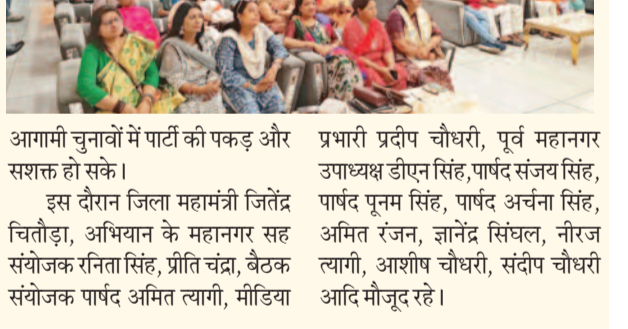 आगामी चुनावों में पार्टी की पकड़ और
सशक्त हो सके।
इस दौरान जिला महामंत्री जितेंद्र
चितौड़ा, अभियान के महानगर सह
संयोजक रनिता सिंह, प्रीति चंद्रा, बैठक
संयोजक पार्षद अमित त्यागी, मीडिया
प्रभारी प्रदीप चौधरी, पूर्व महानगर
उपाध्यक्ष डीएन सिंह,पार्षद संजय सिंह,
पार्षद पूनम सिंह, पार्षद अर्चना सिंह,
अमित रंजन, ज्ञानेंद्र सिंघल, नीरज
त्यागी, आशीष चौधरी, संदीप चौधरी
आदि मौजूद रहे।